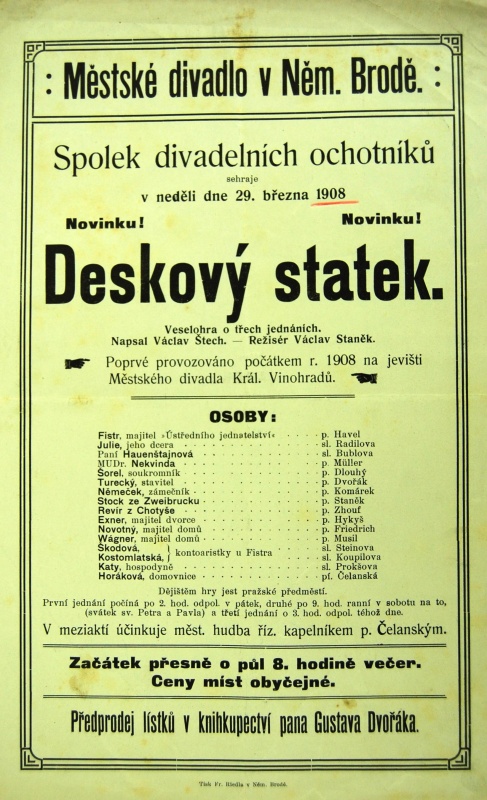 : Městské divadlo v Něm. Brodě. :
Spolek divadelních ochotníků
sehraje
v neděli dne 29. března 1908
Novinku! Novinku!
Deskový statek.
Veselohra o třech jednáních.
Napsal Václav Štech. — Režisér Václav Staněk.
Poprvé provozováno počátkem r. 1908 na jevišti
Městského divadla Král. Vinohradů.
OSOBY:
Fistr, majitel »Ústředního jednatelství« . . . . p. Havel
Julie, jeho dcera . . . . sl. Radilova
Paní Hauenštajnová . . . . sl. Bublova
MUDr. Nekvinda . . . . p. Müller
Šorel, soukromník . . . . p. Dlouhý
Turecký, stavitel . . . . p. Dvořák
Němeček, zámečník . . . . p. Komárek
Stock ze Zweibrucku . . . . p. Staněk
Revír z Chotyše . . . . p. Zhouf
Exner, majitel dvorce . . . . p. Hykyš
Novotný, majitel domů . . . . p. Friedrich
Wágner, majitel domů . . . . p. Musil
Škodová, } kontoaristky u Fistra . . . . sl. Steinova
Kostomlatská, } . . . . sl. Koupilova
Katy, hospodyně . . . . sl. Prokšova
Horáková, domovnice . . . . pí. Čelanská
Dějištěm hry jest pražské předměstí.
První jednání počíná po 2. hod. odpol. v pátek, druhé po 9. hod. ranní v sobotu na to,
(svátek sv. Petra a Pavla) a třetí jednání o 3. hod. odpol. téhož dne.
V meziaktí účinkuje měst. hudba říz. kapelníkem p. Čelanským.
Začátek přesně o půl 8. hodině večer.
Ceny míst obyčejné.
Předprodej lístků v knihkupectví pana Gustava Dvořáka.
Tisk Fr. Riedla v Něm. Brodě.